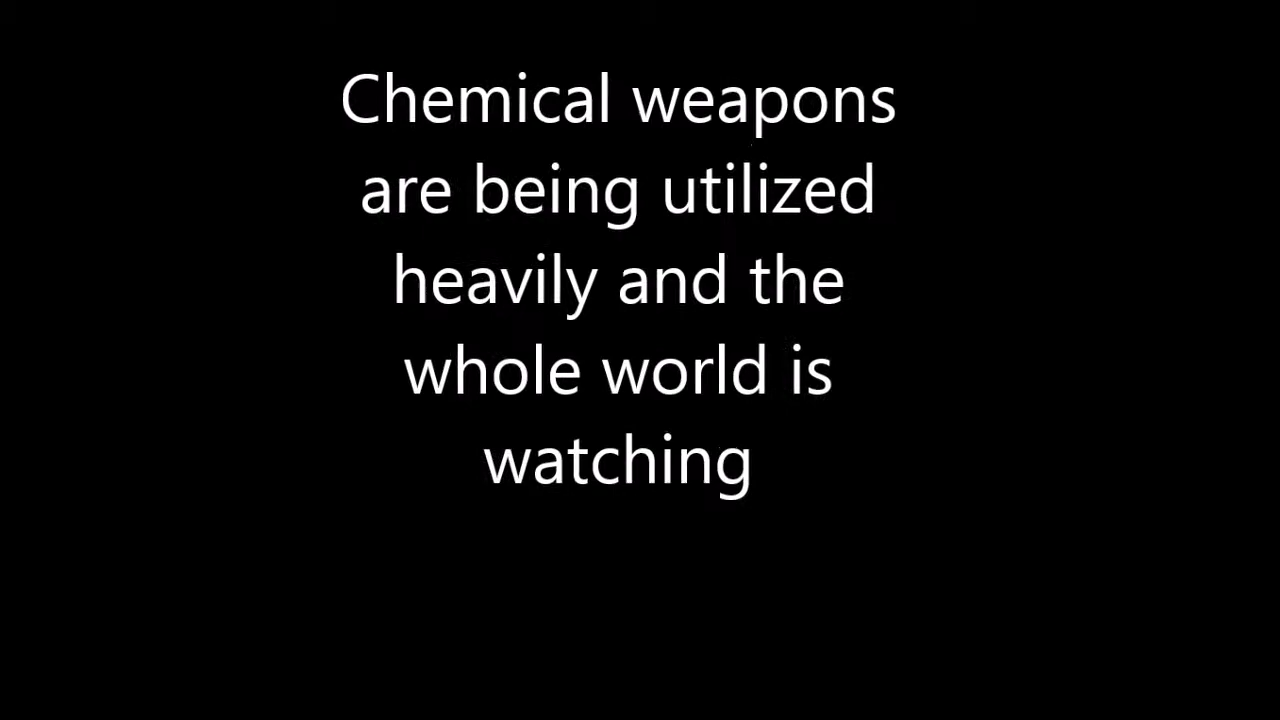 Chemical weapons
are being utilized
heavily and the
whole world is
watching